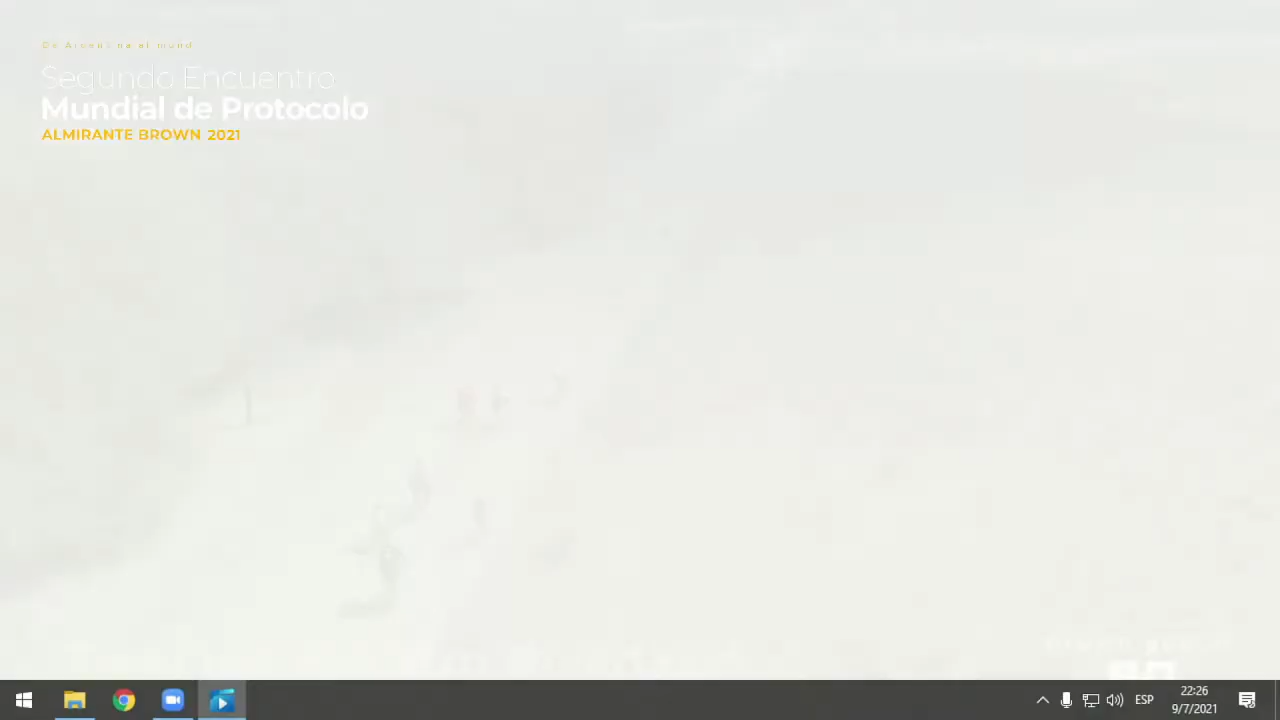 Segundo Encuentro
Mundial de Protocolo
ALMIRANTE BROWN 2021
ESP
22:26
9/7/2021